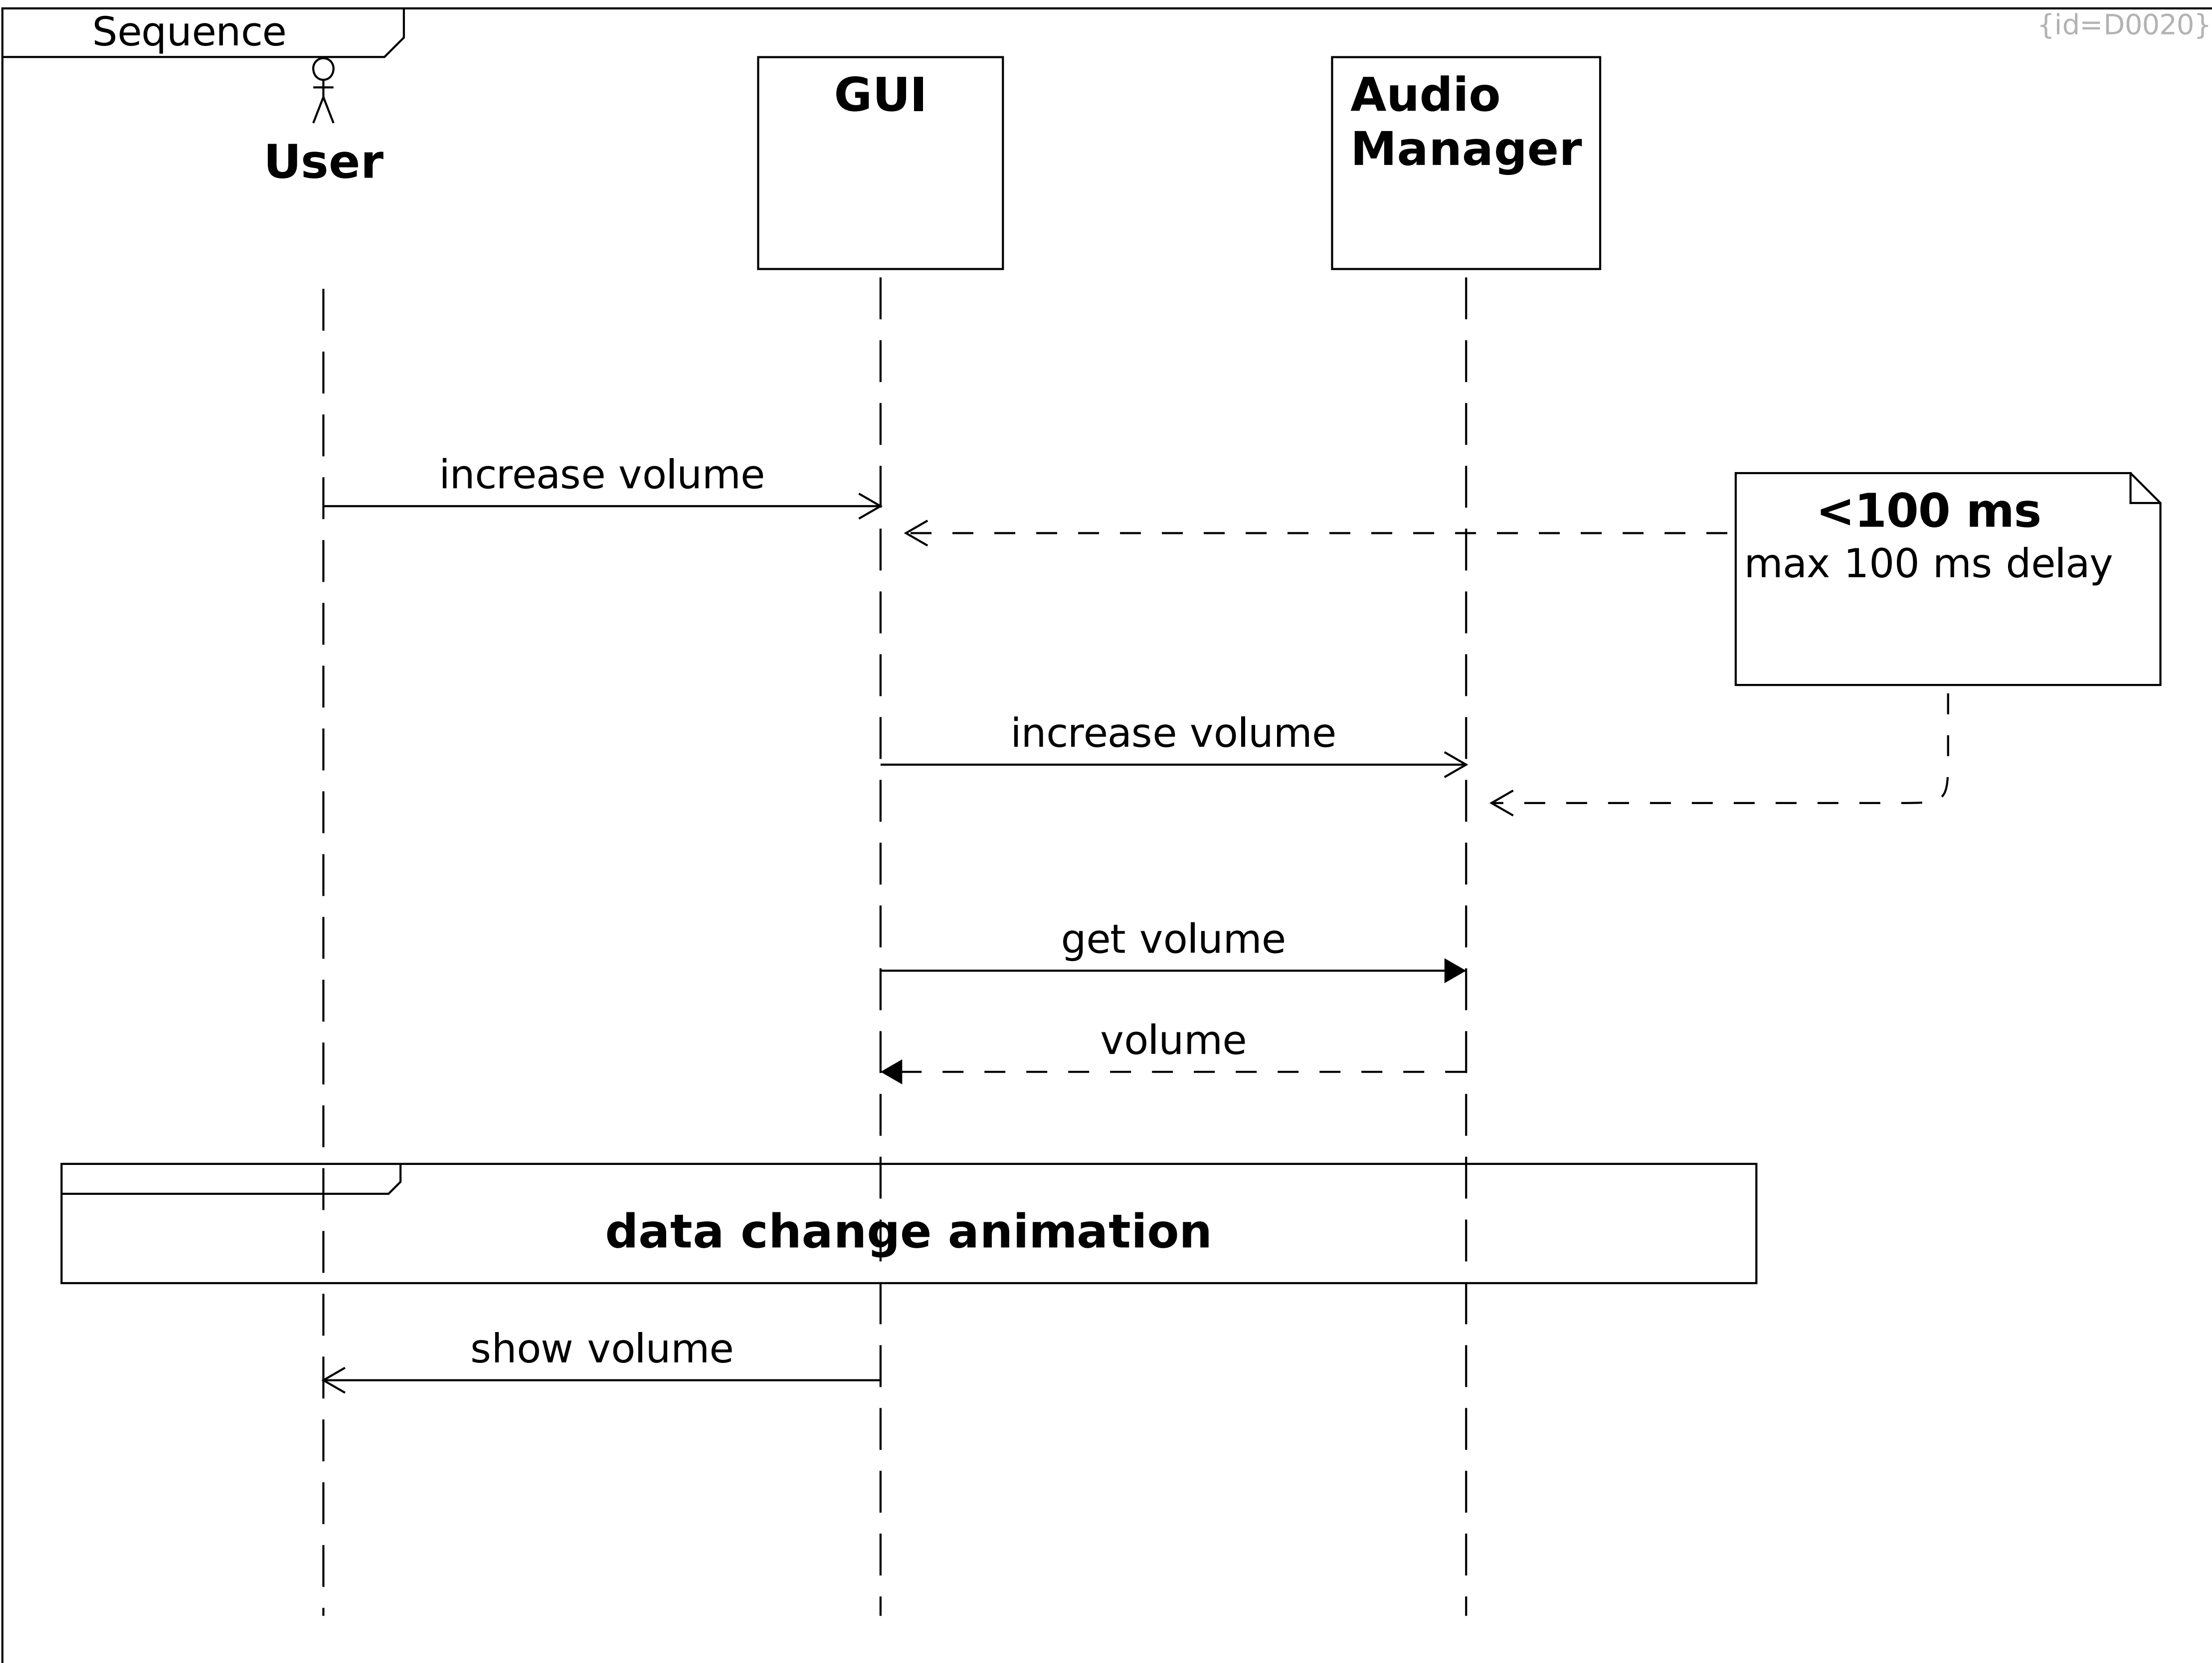 Sequence
{id=D0020}
User
GUI
Audio
Manager
increase volume
<100 ms
max 100 ms delay
increase volume
get volume
volume
data change animation
show volume